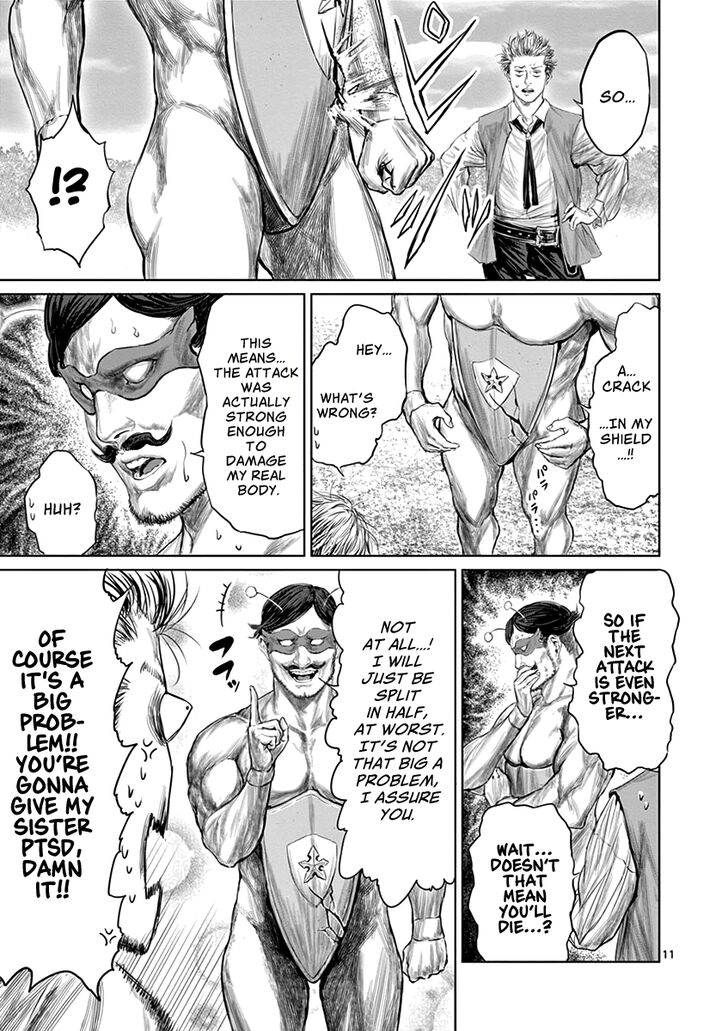 SO...
!?
A...
CRACK
...IN MY
SHIELD
...!!
HEY...
WHAT'S
WRONG?
THIS
MEANS...
THE ATTACK
WAS
ACTUALLY
STRONG
ENOUGH
TO
DAMAGE
MY REAL
BODY.
HUH?
SO IF
THE
NEXT
ATTACK
IS EVEN
STRONG-
ER...
WAIT...
DOESN'T
THAT
MEAN
YOU'LL
DIE...?
NOT
AT ALL...!
I WILL
JUST BE
SPLIT
IN HALF,
AT WORST.
IT'S NOT
THAT BIG A
PROBLEM,
I ASSURE
YOU.
OF
COURSE
IT'S A
BIG
PROB-
LEM!!
YOU'RE
GONNA
GIVE MY
SISTER
PTSD,
DAMN
IT!!
11